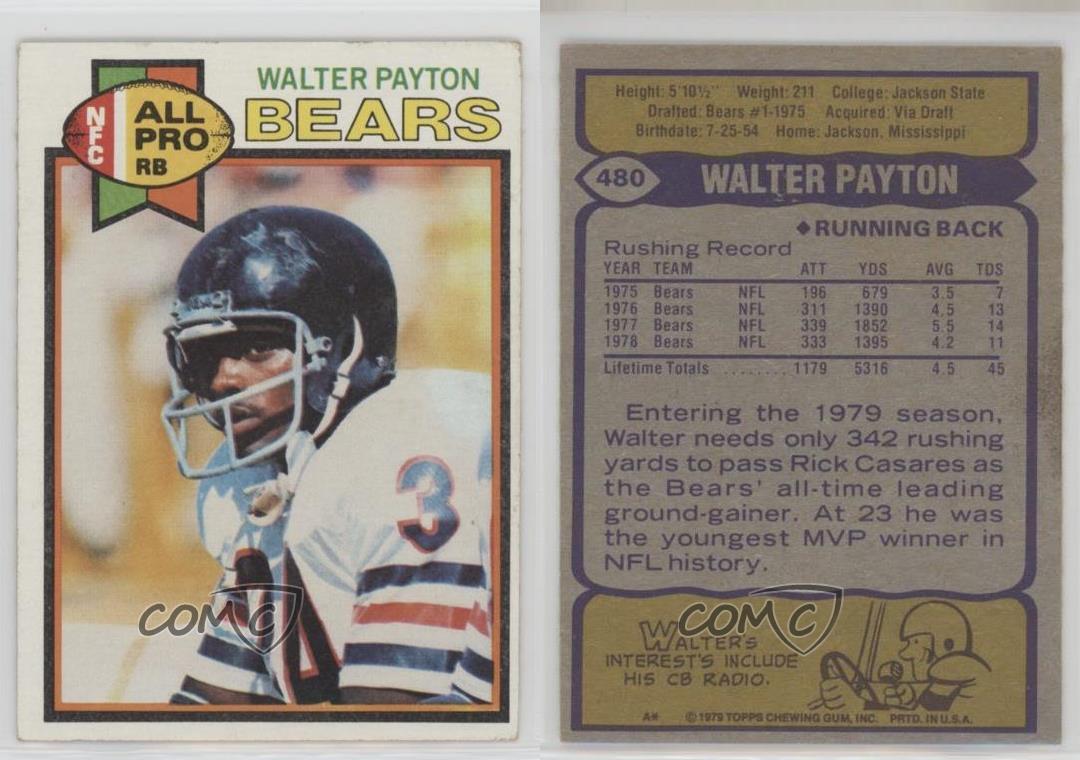 WALTER PAYTON
BEARS
NFC
ALL
PRO
RB
3
COMC
Height: 5'10½" Weight: 211 College: Jackson State
Drafted: Bears #1-1975 Acquired: Via Draft
Birthdate: 7-25-54 Home: Jackson, Mississippi
480 WALTER PAYTON
◆RUNNING BACK
Rushing Record
YEAR TEAM ATT YDS AVG TDS
1975 Bears NFL 196 679 3.5 7
1976 Bears NFL 311 1390 4.5 13
1977 Bears NFL 339 1852 5.5 14
1978 Bears NFL 333 1395 4.2 11
Lifetime Totals ........ 1179 5316 4.5 45
Entering the 1979 season,
Walter needs only 342 rushing
yards to pass Rick Casares as
the Bears' all-time leading
ground-gainer. At 23 he was
the youngest MVP winner in
NFL history.
COMC
WALTER'S
INTEREST'S INCLUDE
HIS CB RADIO.
A* ©1979 TOPPS CHEWING GUM, INC. PRTD. IN U.S.A.